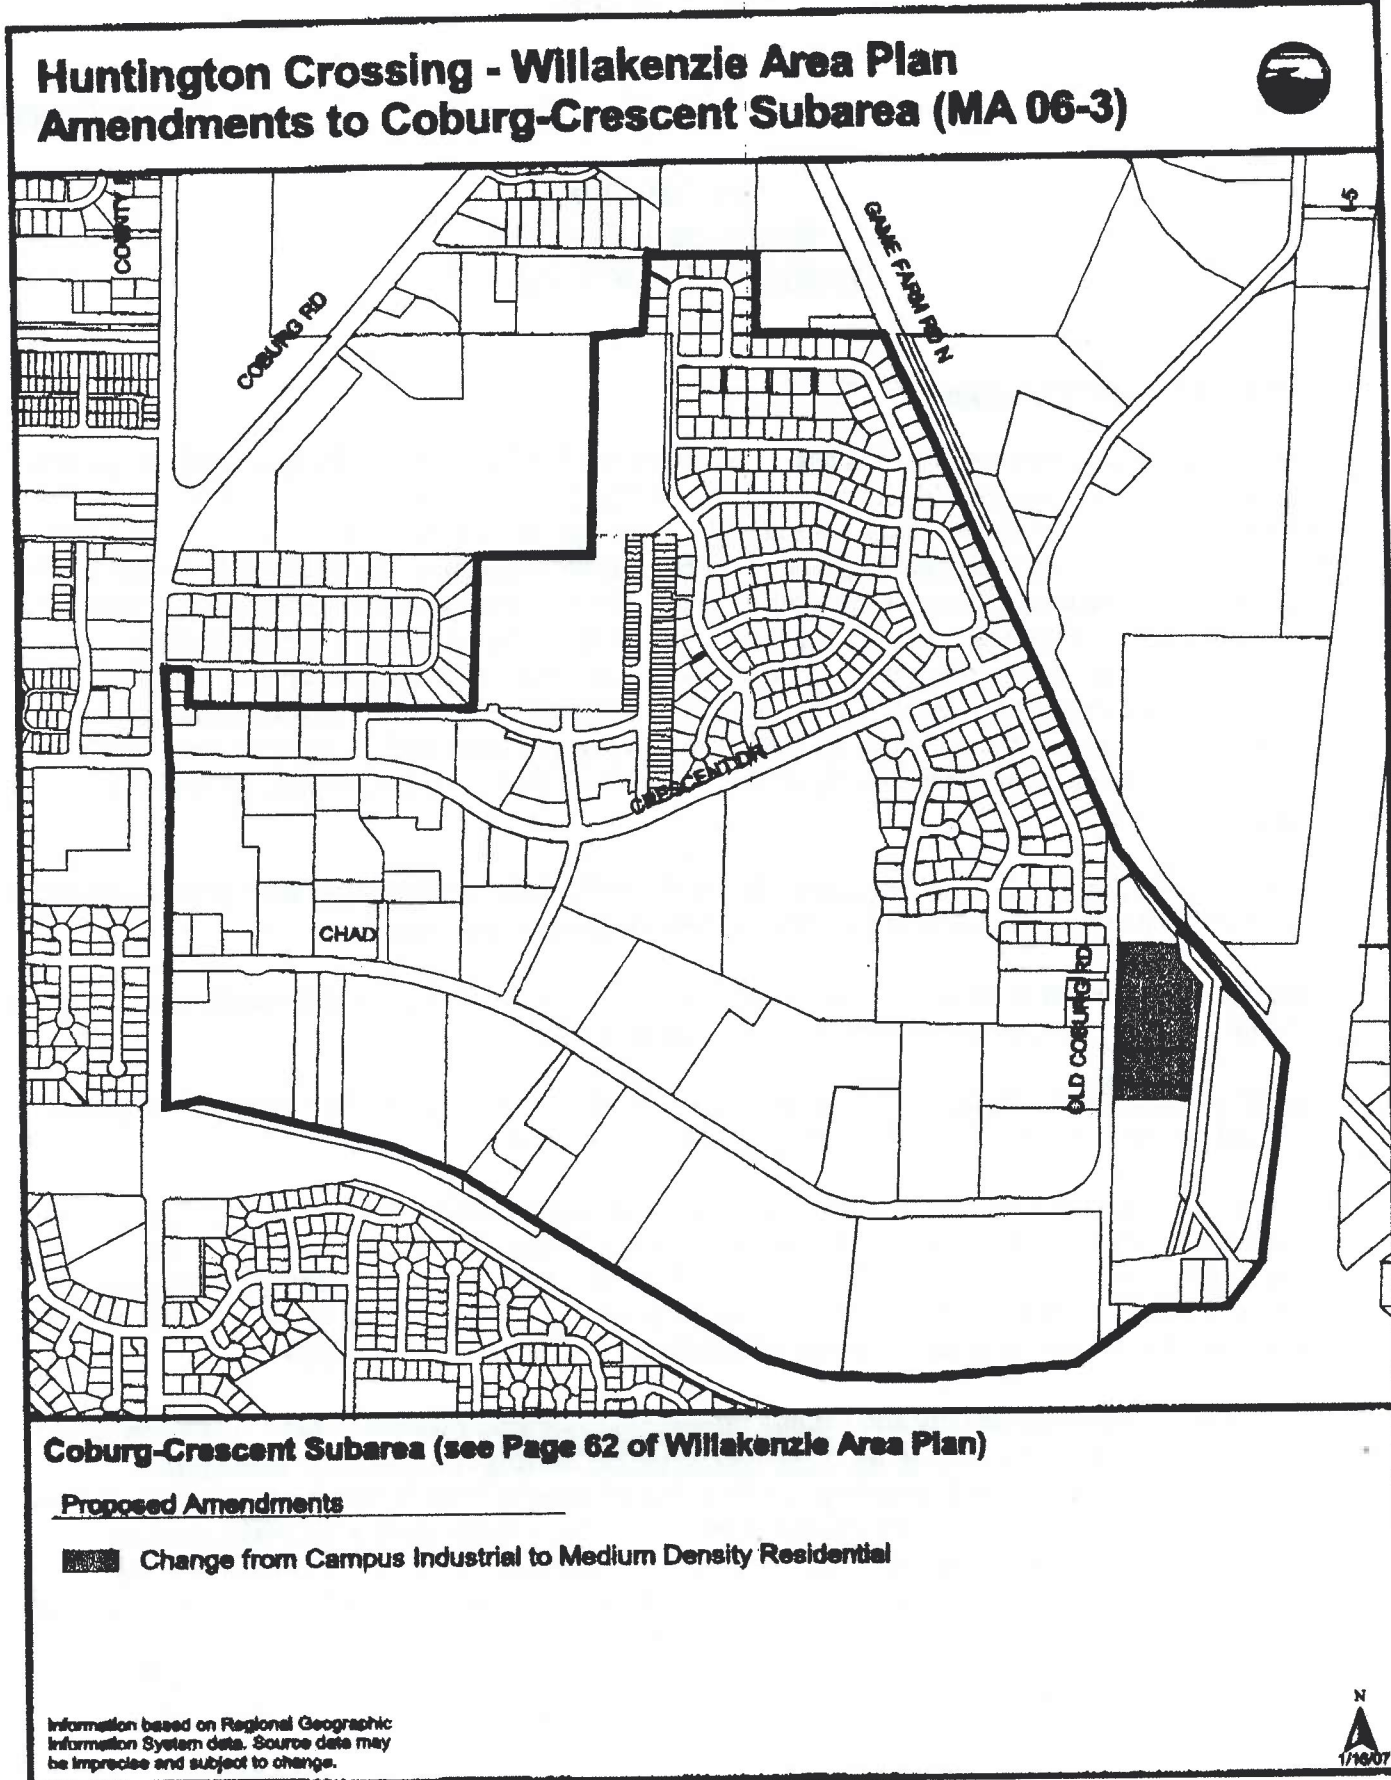 Huntington Crossing - Willakenzie Area Plan
Amendments to Coburg-Crescent Subarea (MA 06-3)
COUNTY
COBURG RD
GAME FARM RD N
I-5
CRESCENT DR
CHAD
OLD COBURG RD
Coburg-Crescent Subarea (see Page 62 of Willakenzie Area Plan)
Proposed Amendments
Change from Campus Industrial to Medium Density Residential
Information based on Regional Geographic
Information System data. Source data may
be imprecise and subject to change.
N
1/16/07